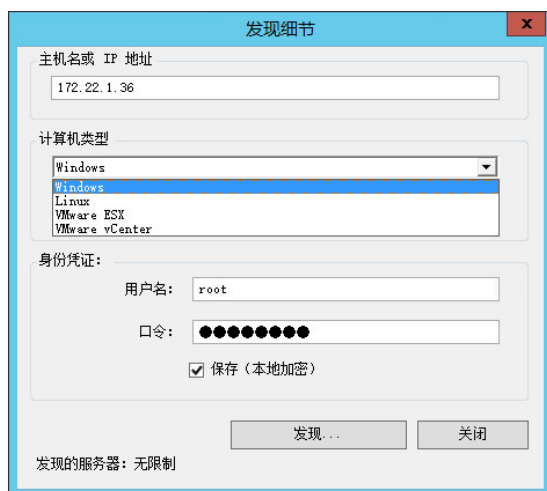 发现细节
x
主机名或 IP 地址
172.22.1.36
计算机类型
Windows
Windows
Linux
VMware ESX
VMware vCenter
身份凭证：
用户名： root
口令： ●●●●●●●●
保存（本地加密）
发现... 关闭
发现的服务器：无限制